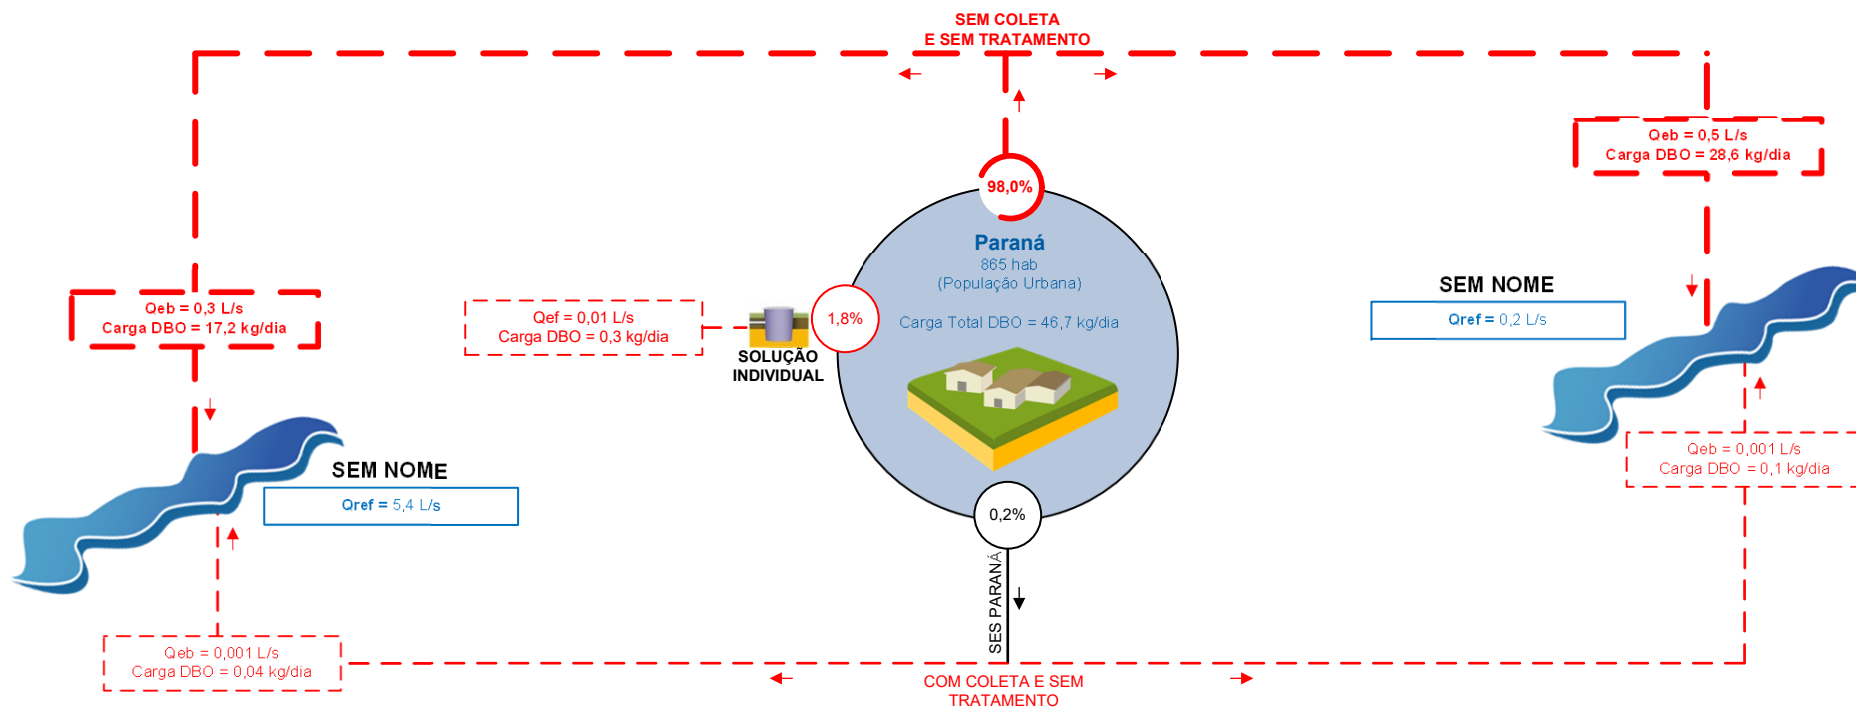 SEM COLETA
E SEM TRATAMENTO
Qeb = 0,5 L/s
Carga DBO = 28,6 kg/dia
98,0%
Paraná
865 hab
(População Urbana)
Carga Total DBO = 46,7 kg/dia
Qeb = 0,3 L/s
Carga DBO = 17,2 kg/dia
Qef = 0,01 L/s
Carga DBO = 0,3 kg/dia
1,8%
SOLUÇÃO
INDIVIDUAL
SEM NOME
Qref = 0,2 L/s
SEM NOME
Qref = 5,4 L/s
Qeb = 0,001 L/s
Carga DBO = 0,1 kg/dia
0,2%
SES PARANÁ
Qeb = 0,001 L/s
Carga DBO = 0,04 kg/dia
COM COLETA E SEM
TRATAMENTO